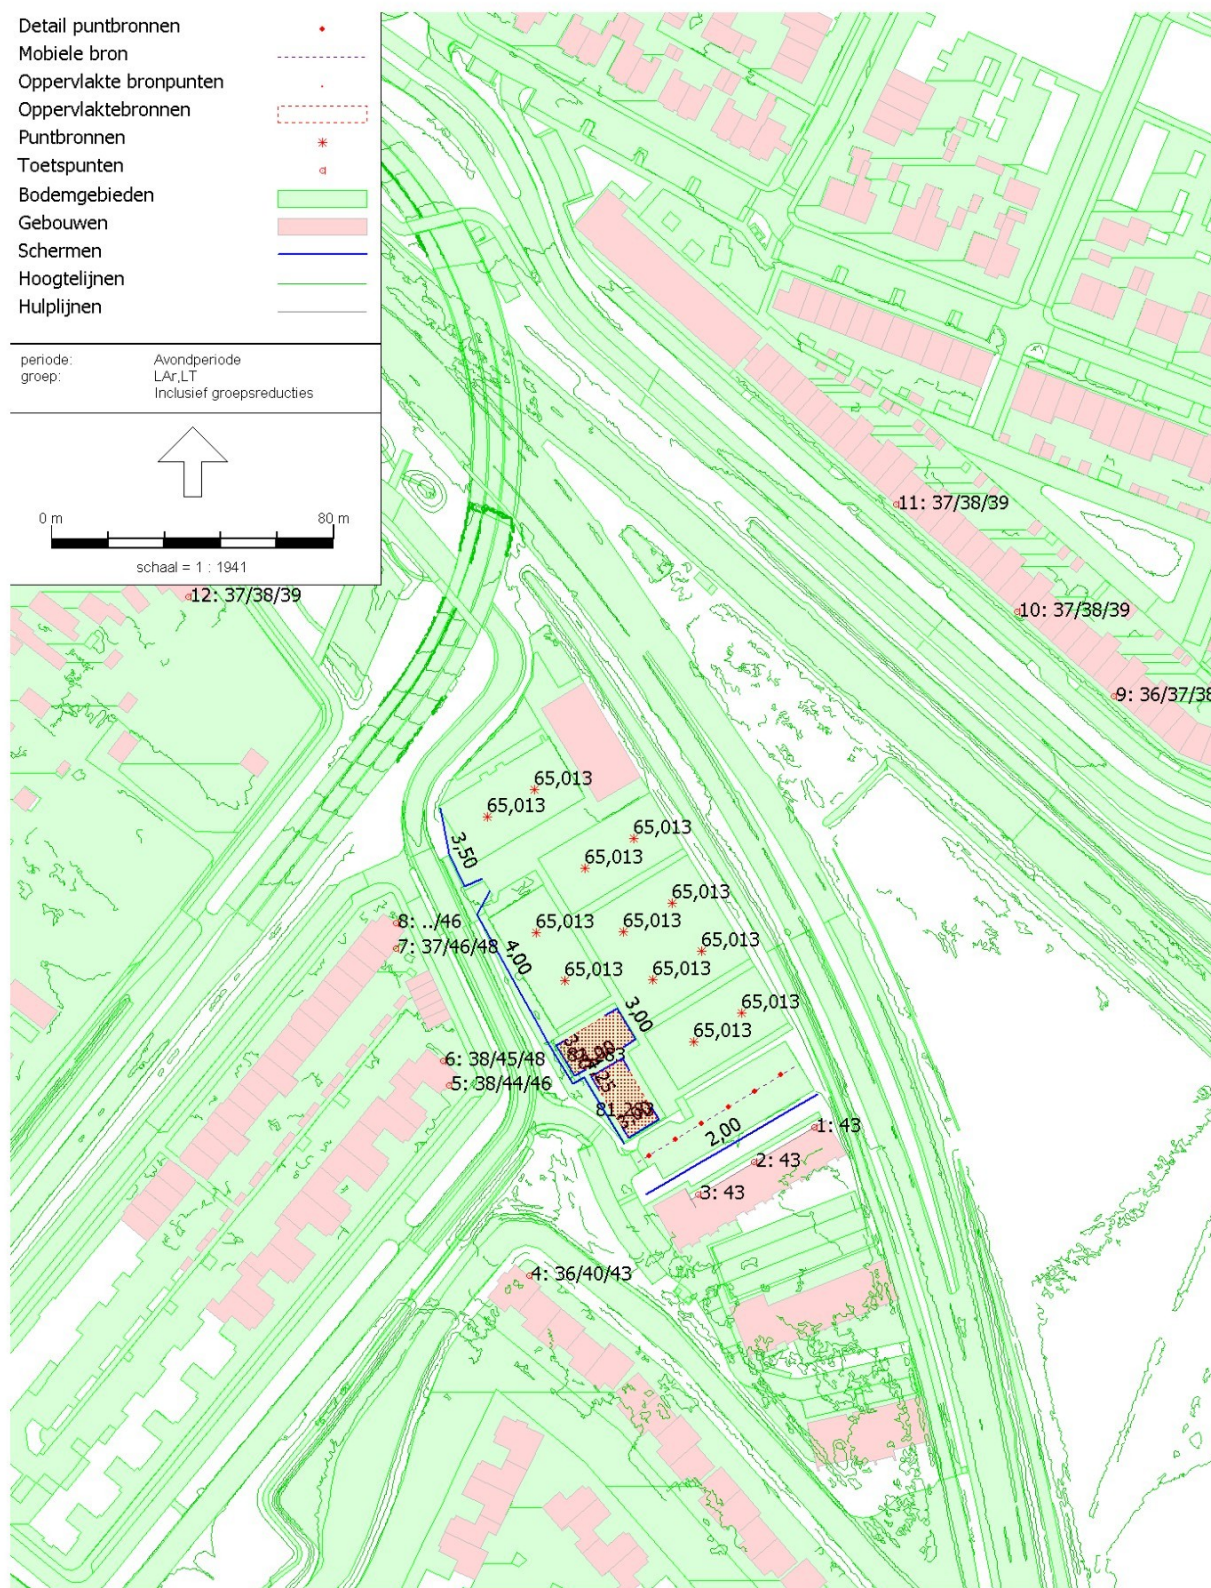 Detail puntbronnen
Mobiele bron
Oppervlakte bronpunten
Oppervlaktebronnen
Puntbronnen
Toetspunten
Bodemgebieden
Gebouwen
Schermen
Hoogtelijnen
Hulplijnen
periode: Avondperiode
groep: LAr,LT
Inclusief groepsreducties
0 m 80 m
schaal = 1 : 1941
11: 37/38/39
12: 37/38/39
10: 37/38/39
9: 36/37/38
65,013
65,013
65,013
3,50
65,013
65,013
8: ../46
65,013
65,013
7: 37/46/48
4,00
65,013
65,013
65,013
3,00
65,013
65,013
6: 38/45/48
5: 38/44/46
2,00
1: 43
2: 43
3: 43
4: 36/40/43